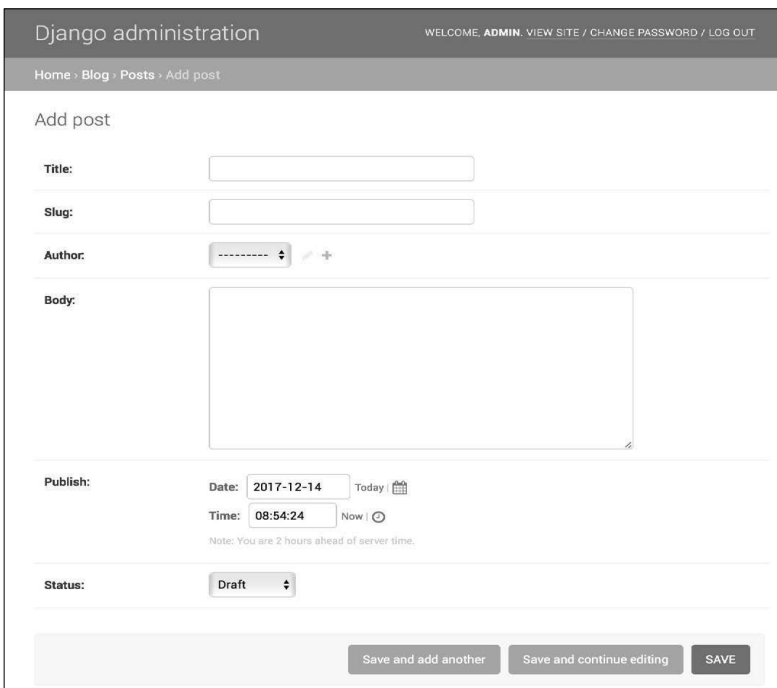 Django administration
WELCOME, ADMIN. VIEW SITE / CHANGE PASSWORD / LOG OUT
Home › Blog › Posts › Add post
Add post
Title:
Slug:
Author:
---------
Body:
Publish:
Date: 2017-12-14 Today |
Time: 08:54:24 Now |
Note: You are 2 hours ahead of server time.
Status:
Draft
Save and add another
Save and continue editing
SAVE